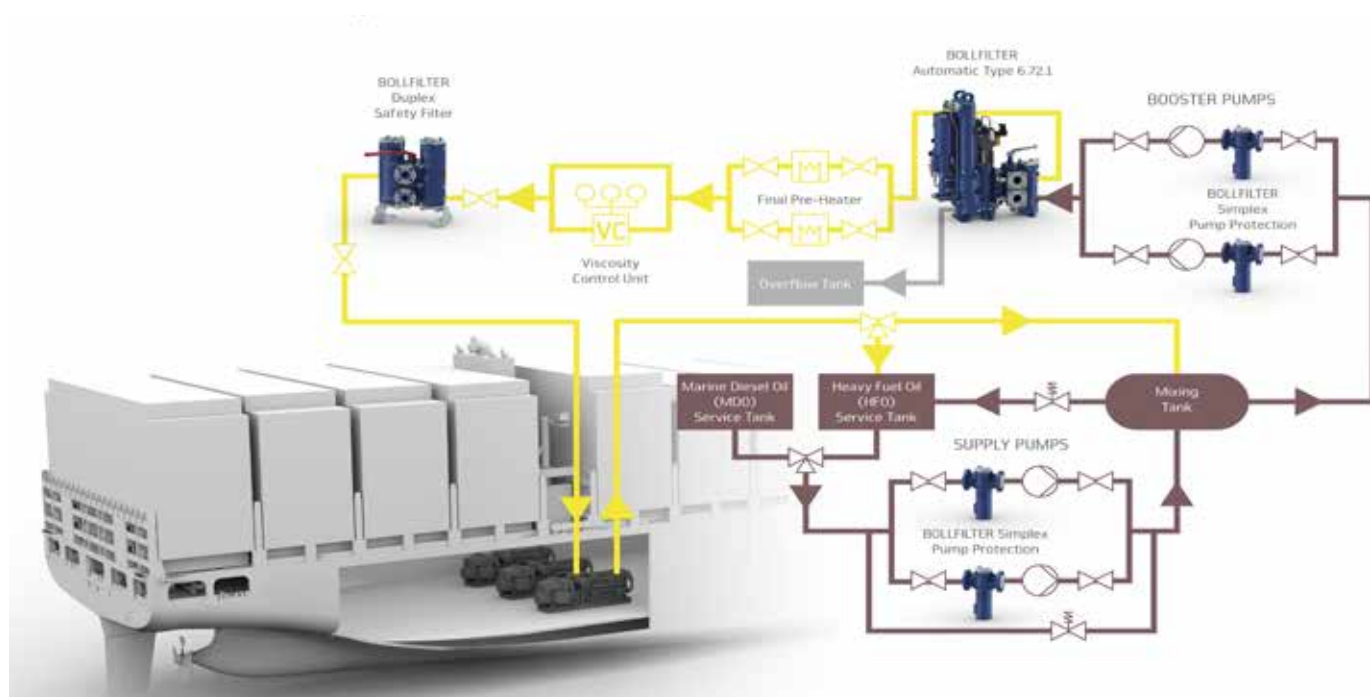 BOLLFILTER
Automatic Type 6.72.1
BOLLFILTER
Duplex
Safety Filter
BOOSTER PUMPS
BOLLFILTER
Simplex
Pump Protection
Final Pre-Heater
VC
Viscosity
Control Unit
Overflow Tank
Marine Diesel Oil
(MDO)
Service Tank
Heavy Fuel Oil
(HFO)
Service Tank
Mixing
Tank
SUPPLY PUMPS
BOLLFILTER Simplex
Pump Protection